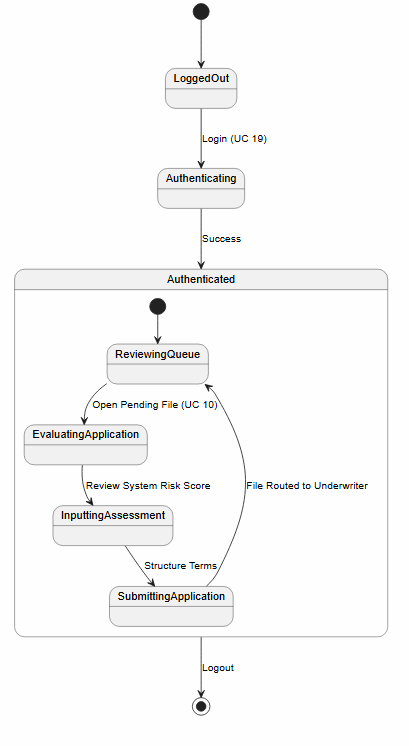 LoggedOut
Login (UC 19)
Authenticating
Success
Authenticated
ReviewingQueue
Open Pending File (UC 10)
EvaluatingApplication
Review System Risk Score
File Routed to Underwriter
InputtingAssessment
Structure Terms
SubmittingApplication
Logout